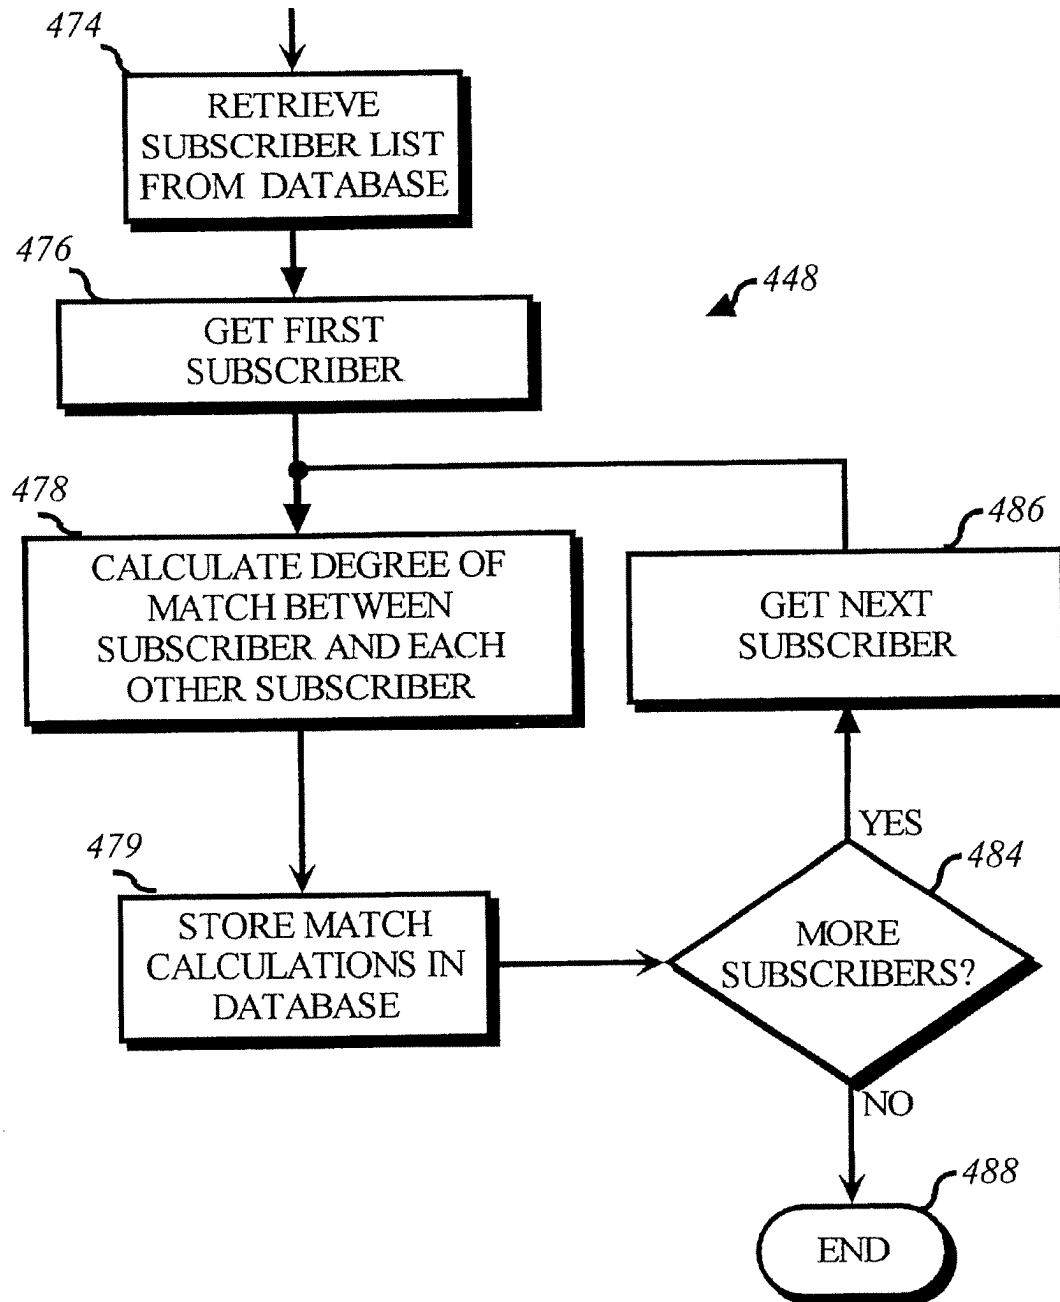 474
RETRIEVE
SUBSCRIBER LIST
FROM DATABASE
476
GET FIRST
SUBSCRIBER
448
478
CALCULATE DEGREE OF
MATCH BETWEEN
SUBSCRIBER AND EACH
OTHER SUBSCRIBER
486
GET NEXT
SUBSCRIBER
479
STORE MATCH
CALCULATIONS IN
DATABASE
YES
484
MORE
SUBSCRIBERS?
NO
488
END